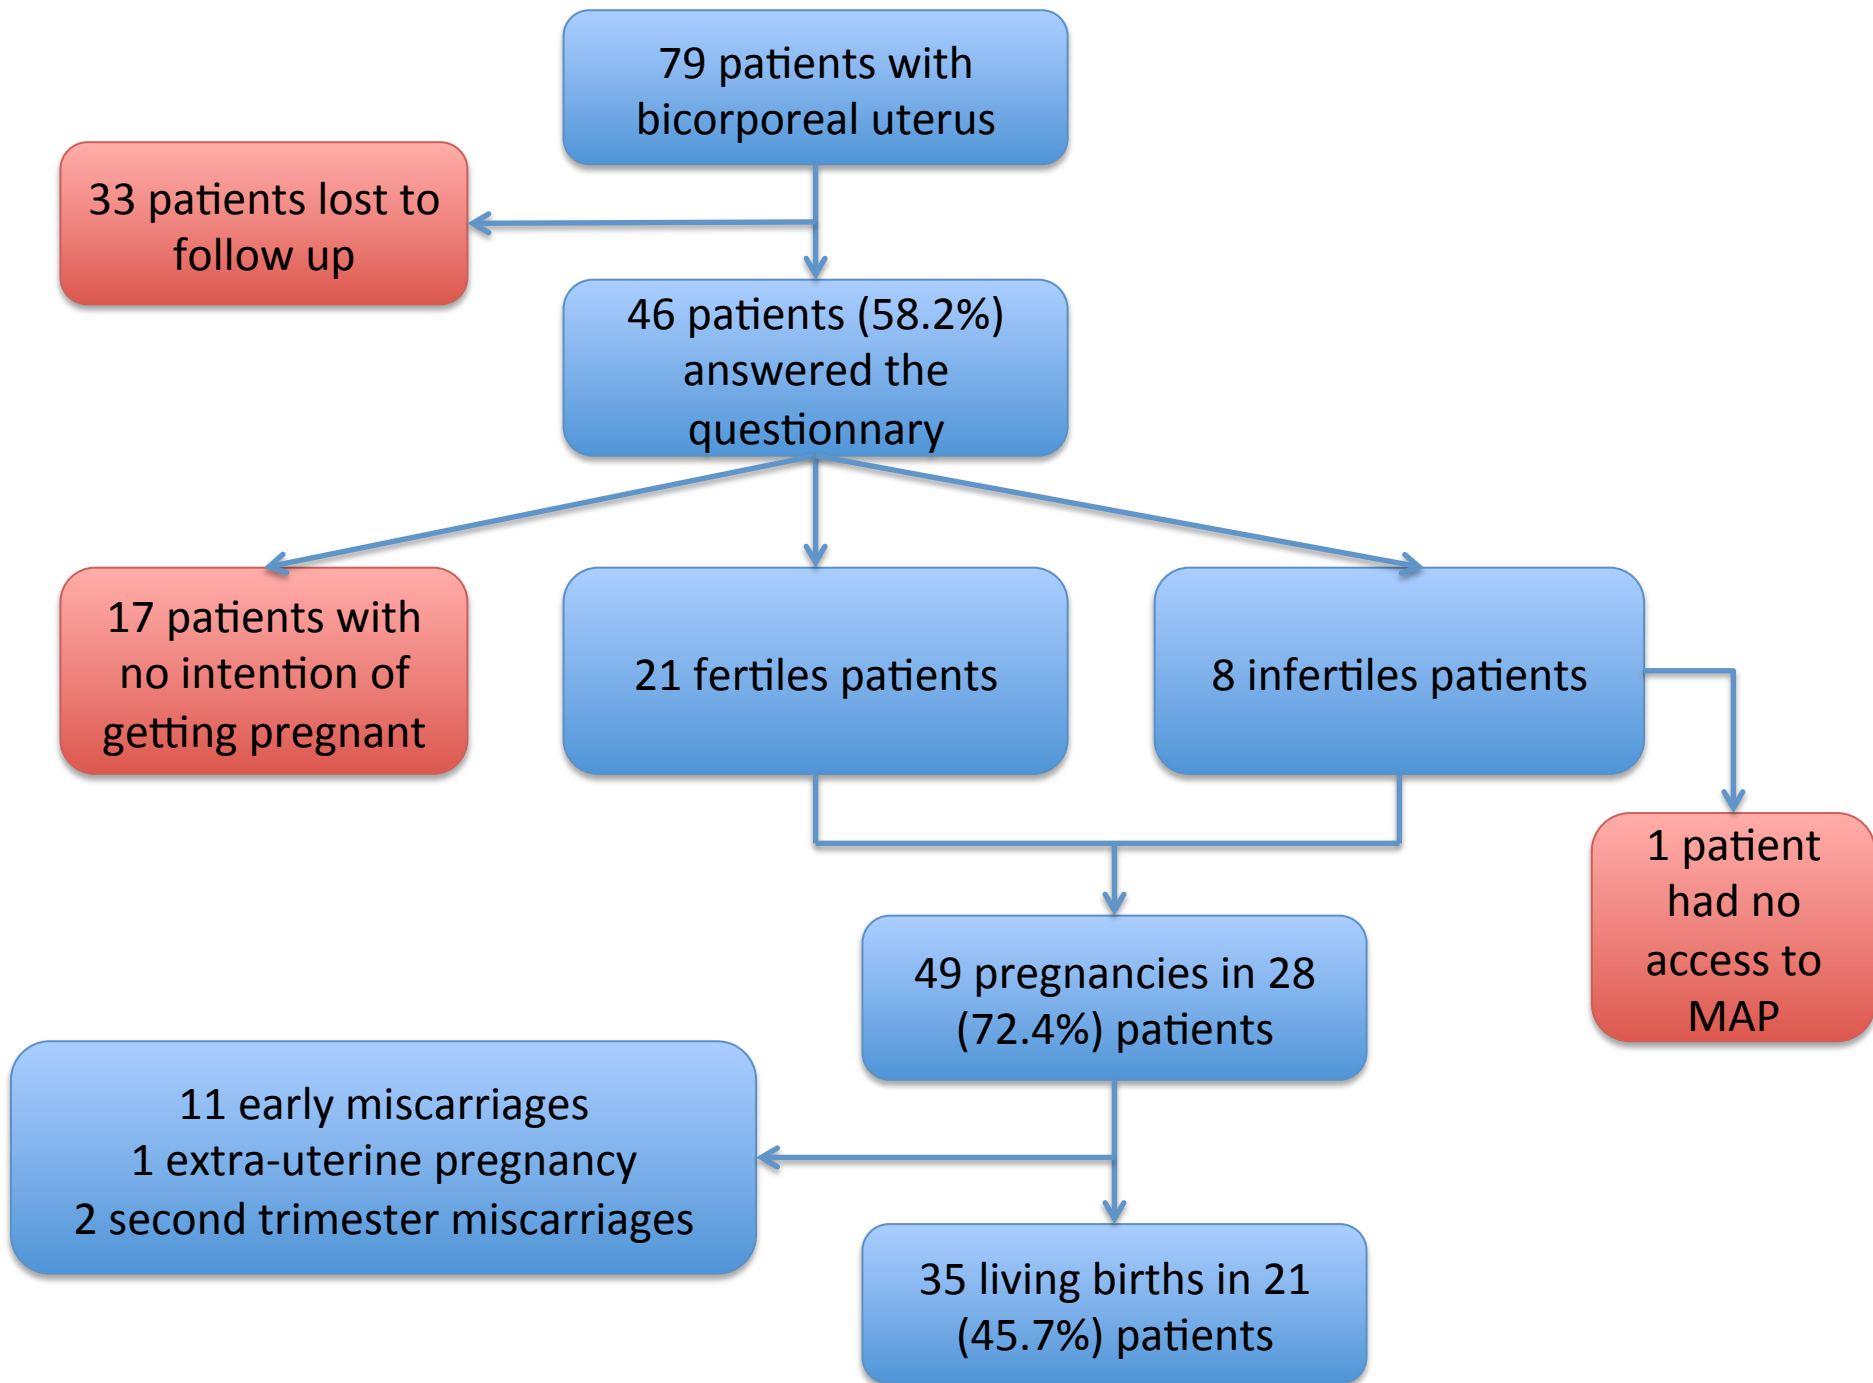 79 patients with
bicorporeal uterus
33 patients lost to
follow up
46 patients (58.2%)
answered the
questionnary
17 patients with
no intention of
getting pregnant
21 fertiles patients
8 infertiles patients
1 patient
had no
access to
MAP
49 pregnancies in 28
(72.4%) patients
11 early miscarriages
1 extra-uterine pregnancy
2 second trimester miscarriages
35 living births in 21
(45.7%) patients